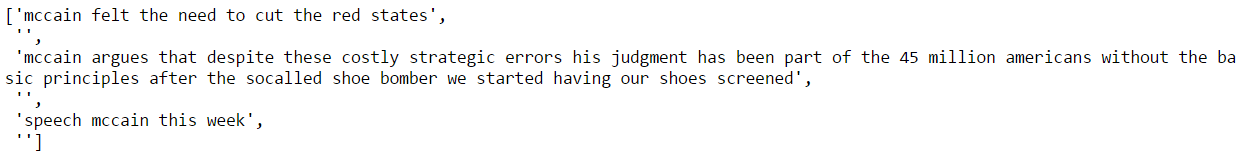 ['mccain felt the need to cut the red states',
 '',
 'mccain argues that despite these costly strategic errors his judgment has been part of the 45 million americans without the ba
sic principles after the socalled shoe bomber we started having our shoes screened',
 '',
 'speech mccain this week',
 '']